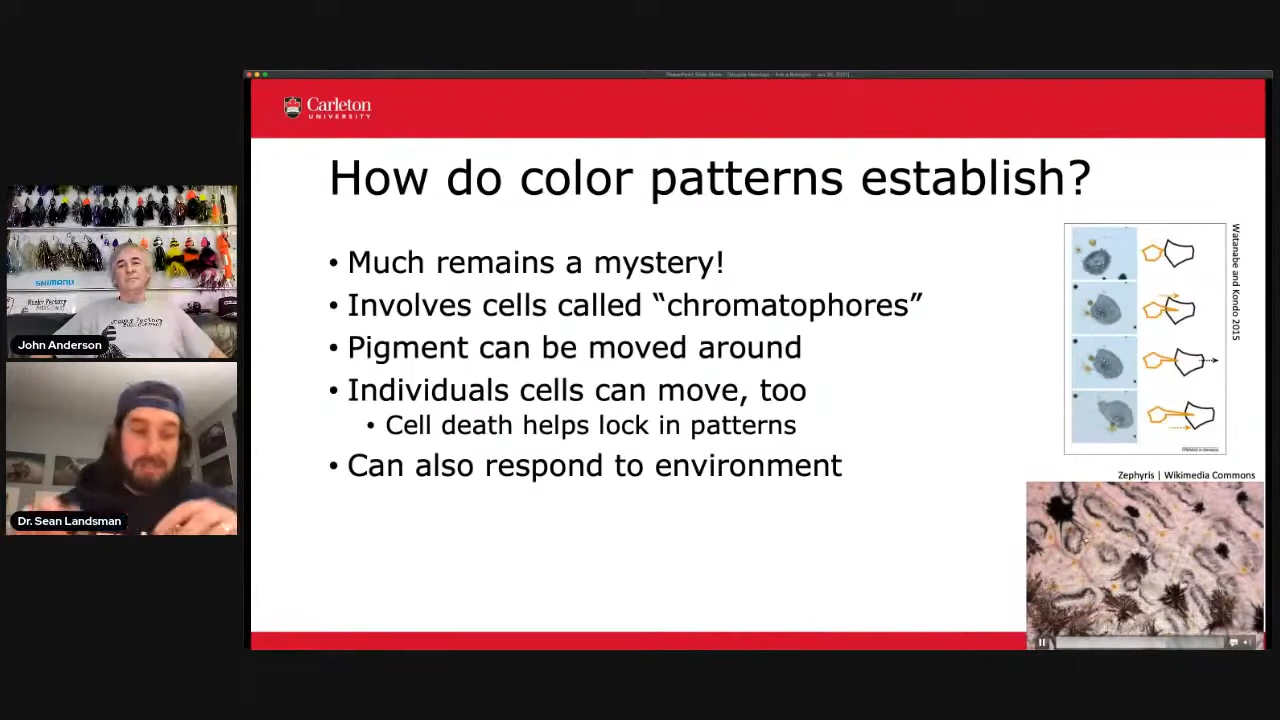 Carleton
UNIVERSITY
How do color patterns establish?
• Much remains a mystery!
• Involves cells called “chromatophores”
• Pigment can be moved around
• Individuals cells can move, too
• Cell death helps lock in patterns
• Can also respond to environment
Watanabe and Kondo 2015
Zephyris | Wikimedia Commons
SHIMANO
John Anderson
Dr. Sean Landsman